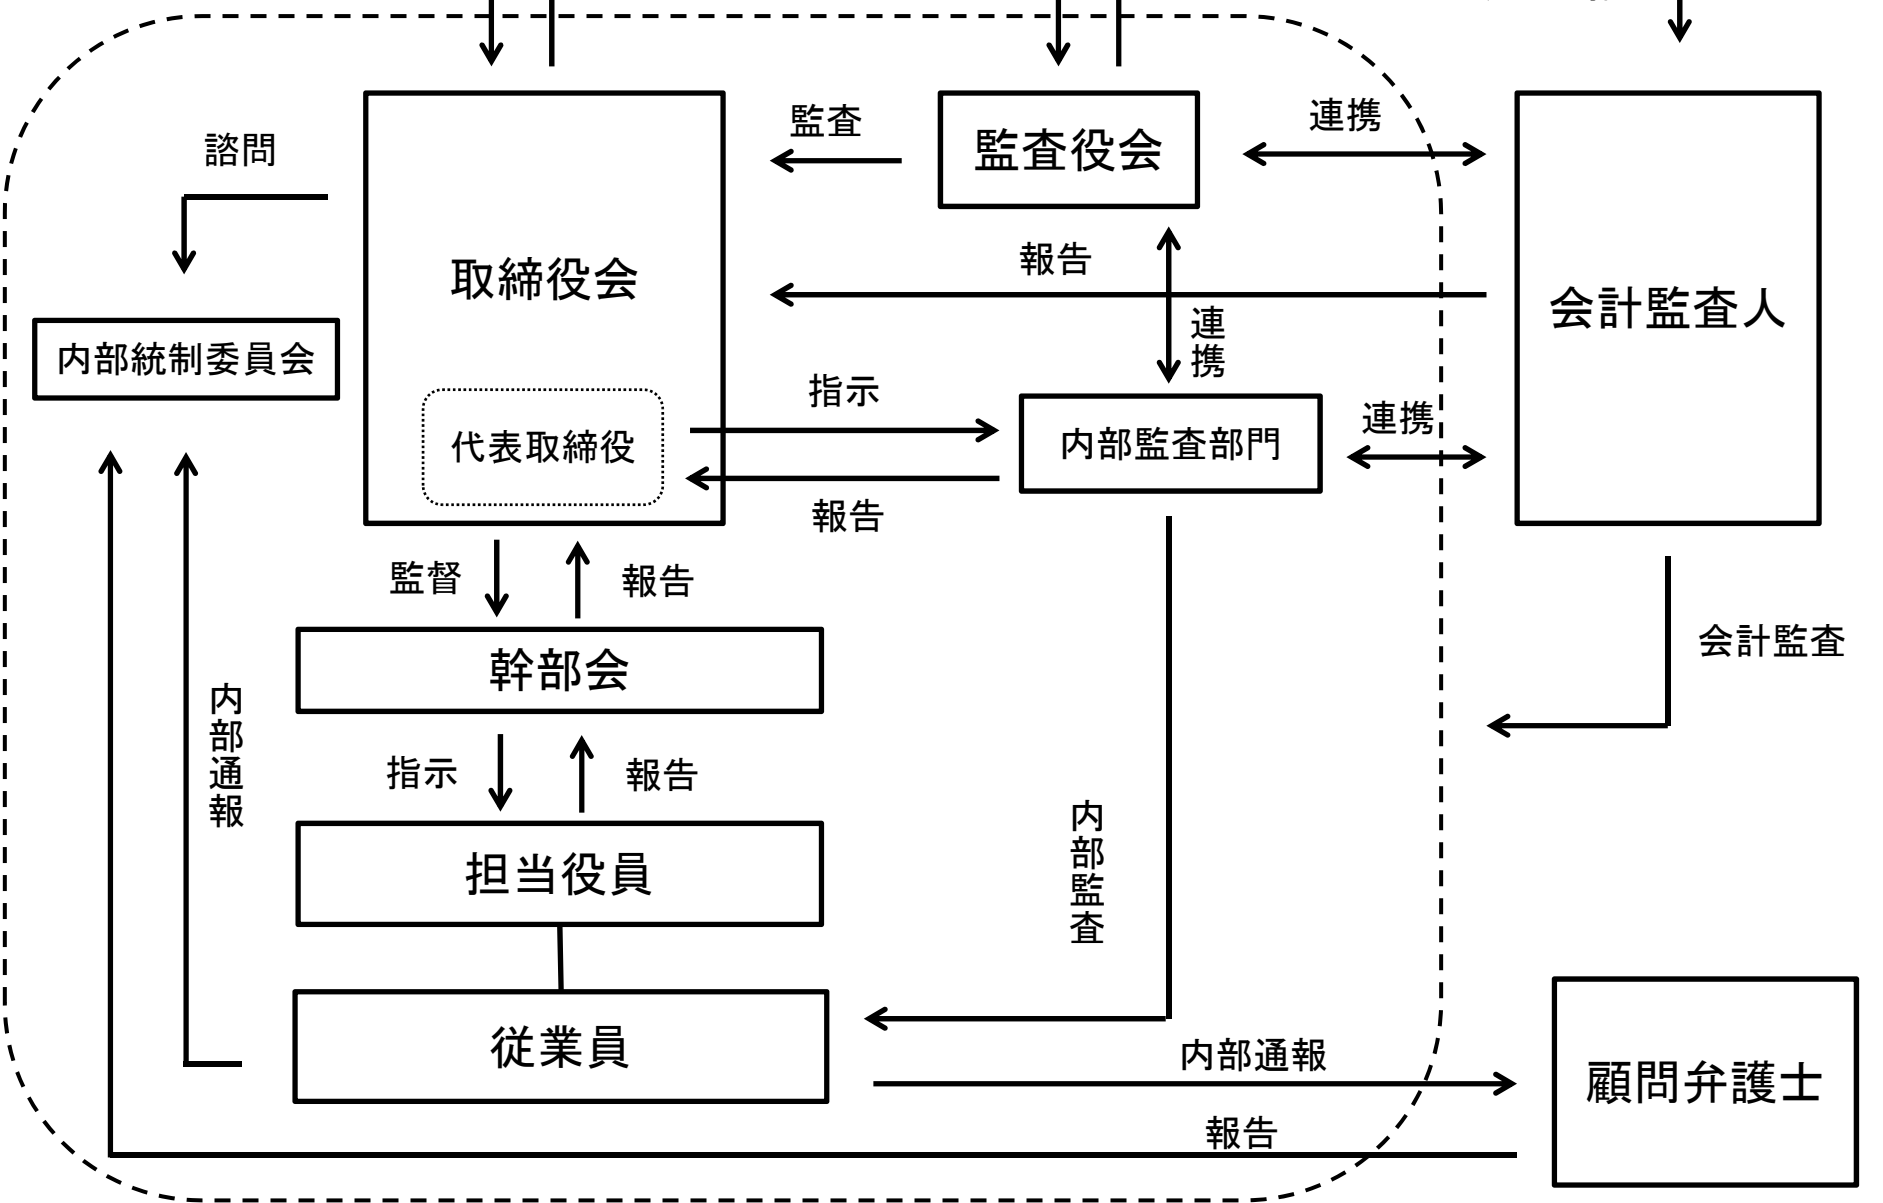 監査
連携
諮問
監査役会
取締役会
報告
会計監査人
連携
内部統制委員会
指示
連携
代表取締役
内部監査部門
報告
監督
報告
会計監査
幹部会
内部通報
指示
報告
内部監査
担当役員
従業員
内部通報
顧問弁護士
報告